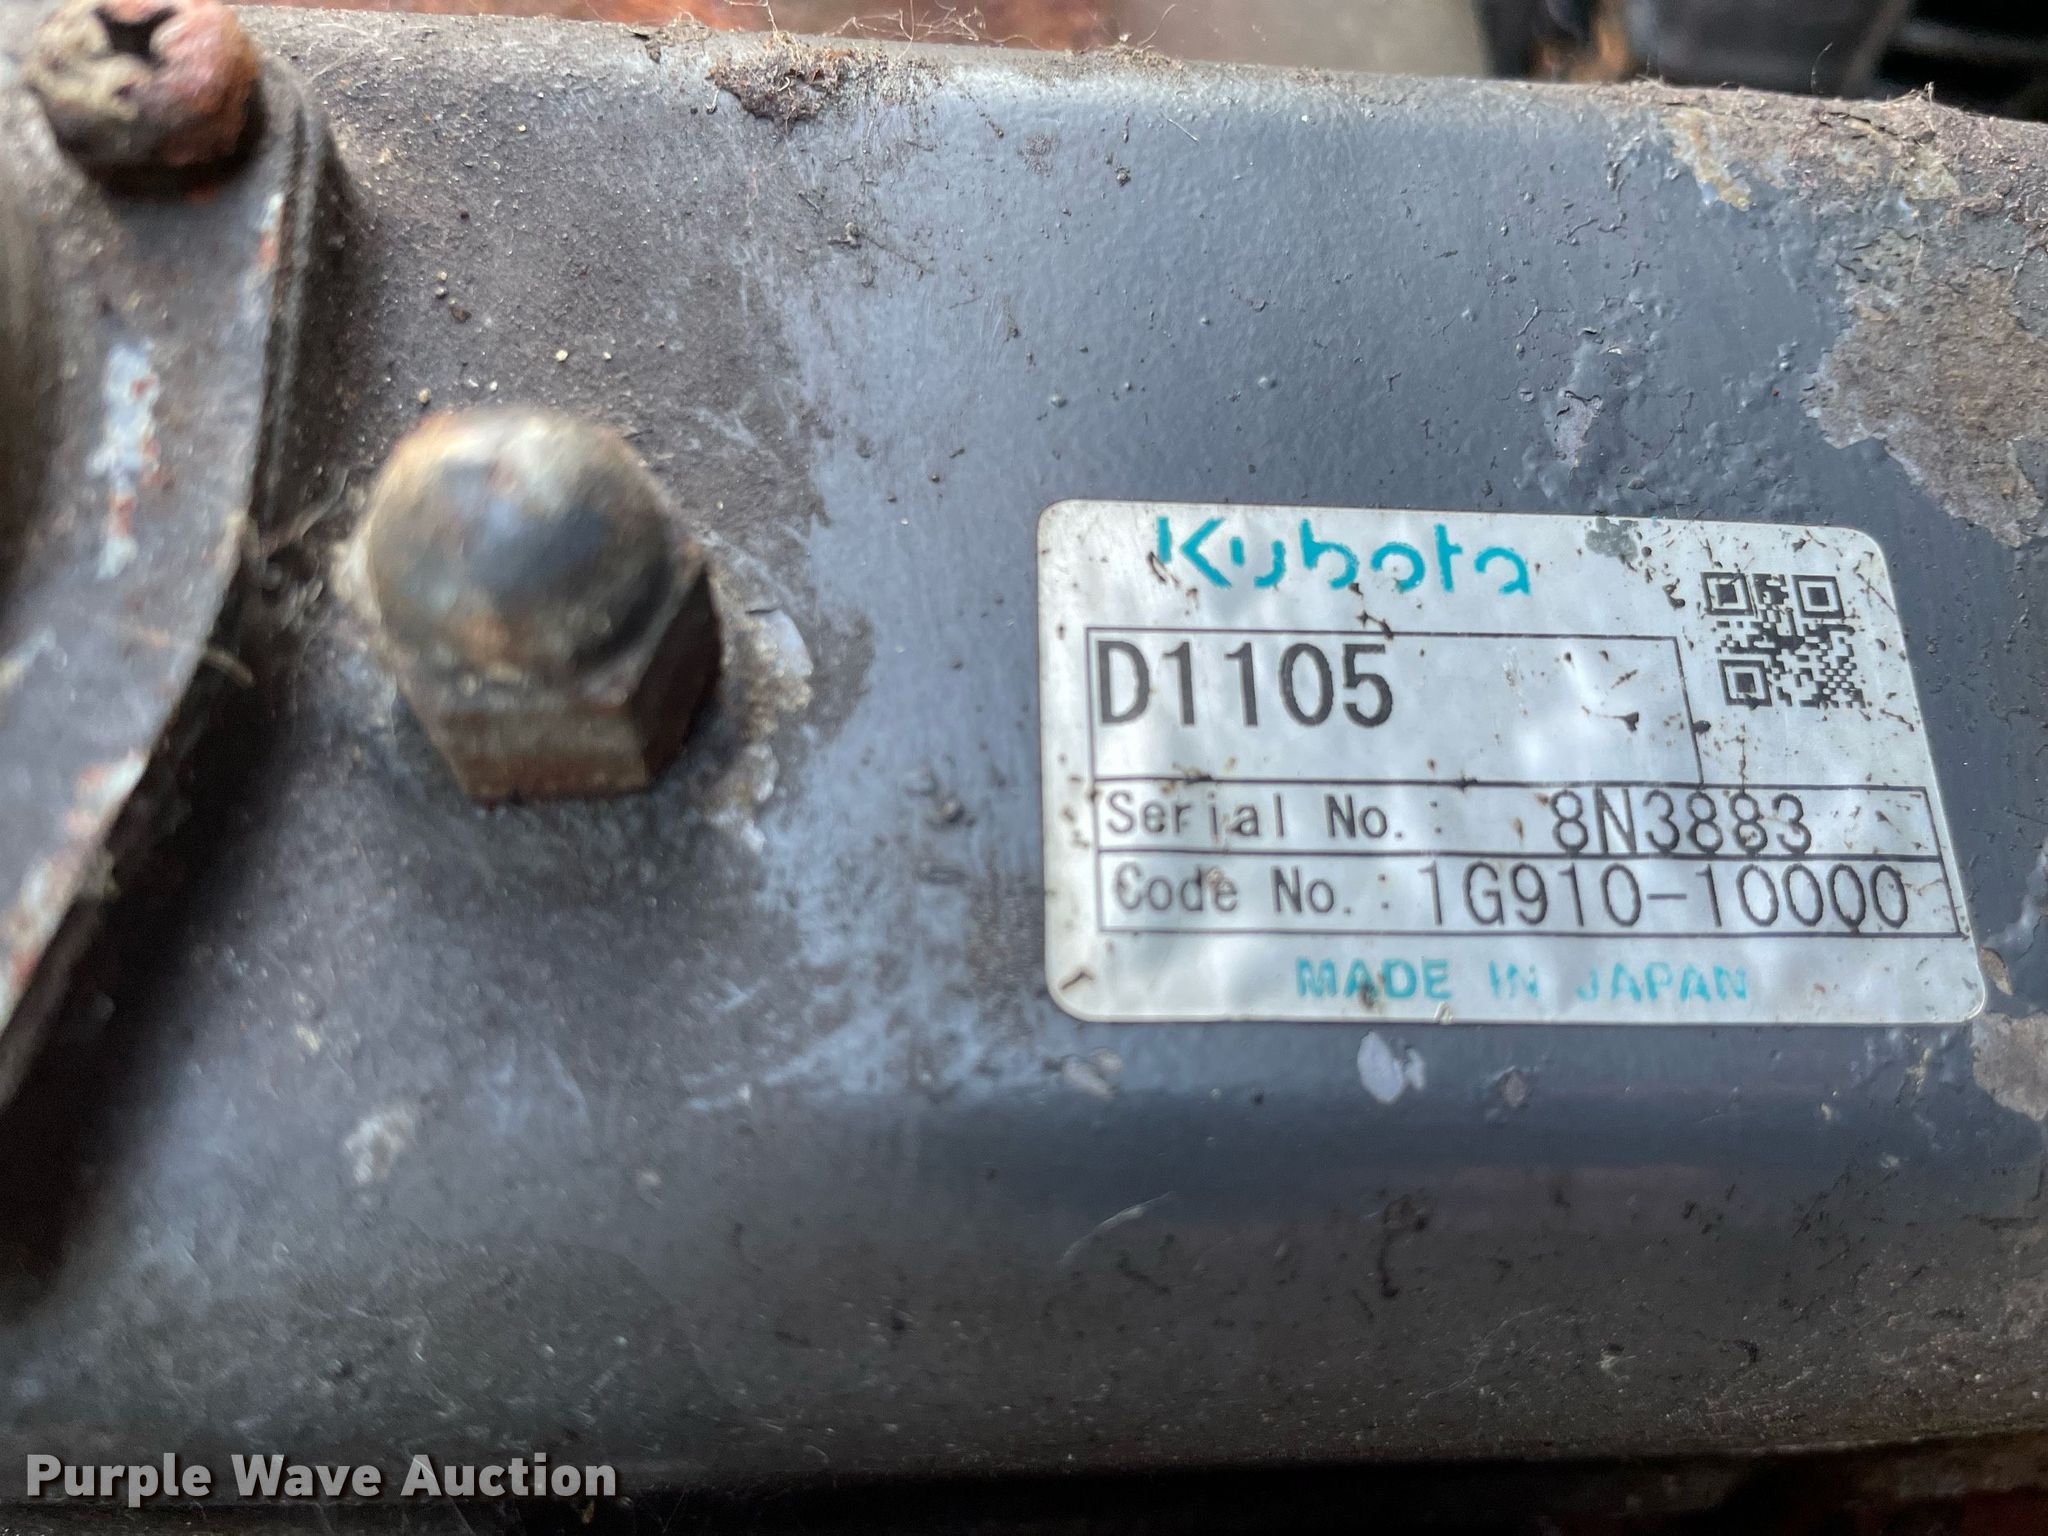 Kubota
D1105
Serial No.: 8N3883
Code No.: 1G910-10000
MADE IN JAPAN
Purple Wave Auction